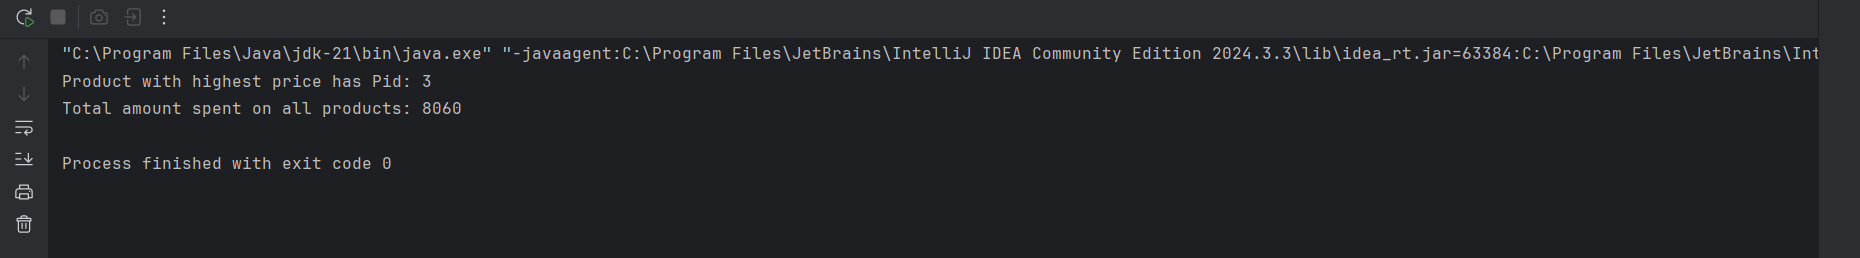 "C:\Program Files\Java\jdk-21\bin\java.exe" "-javaagent:C:\Program Files\JetBrains\IntelliJ IDEA Community Edition 2024.3.3\lib\idea_rt.jar=63384:C:\Program Files\JetBrains\Int
Product with highest price has Pid: 3
Total amount spent on all products: 8060
Process finished with exit code 0